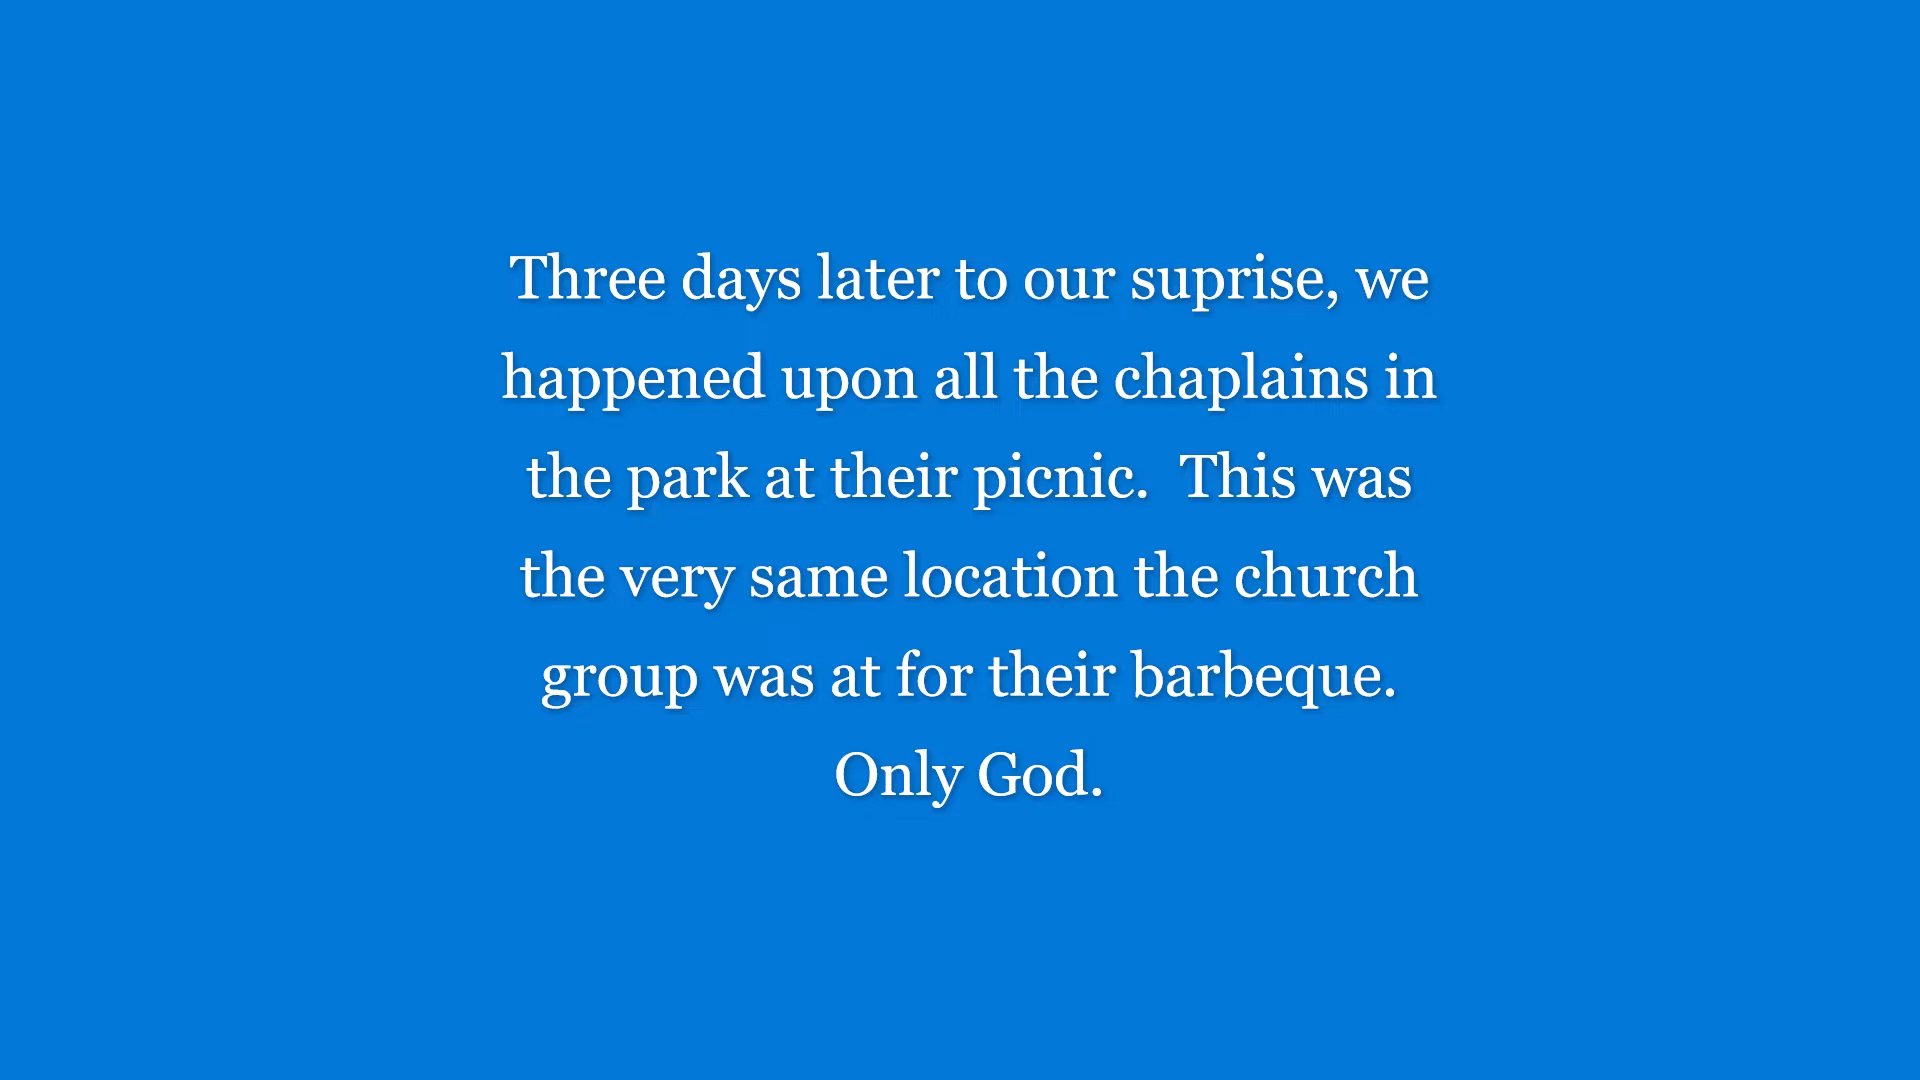 Three days later to our suprise, we
happened upon all the chaplains in
the park at their picnic.  This was
the very same location the church
group was at for their barbeque.
Only God.